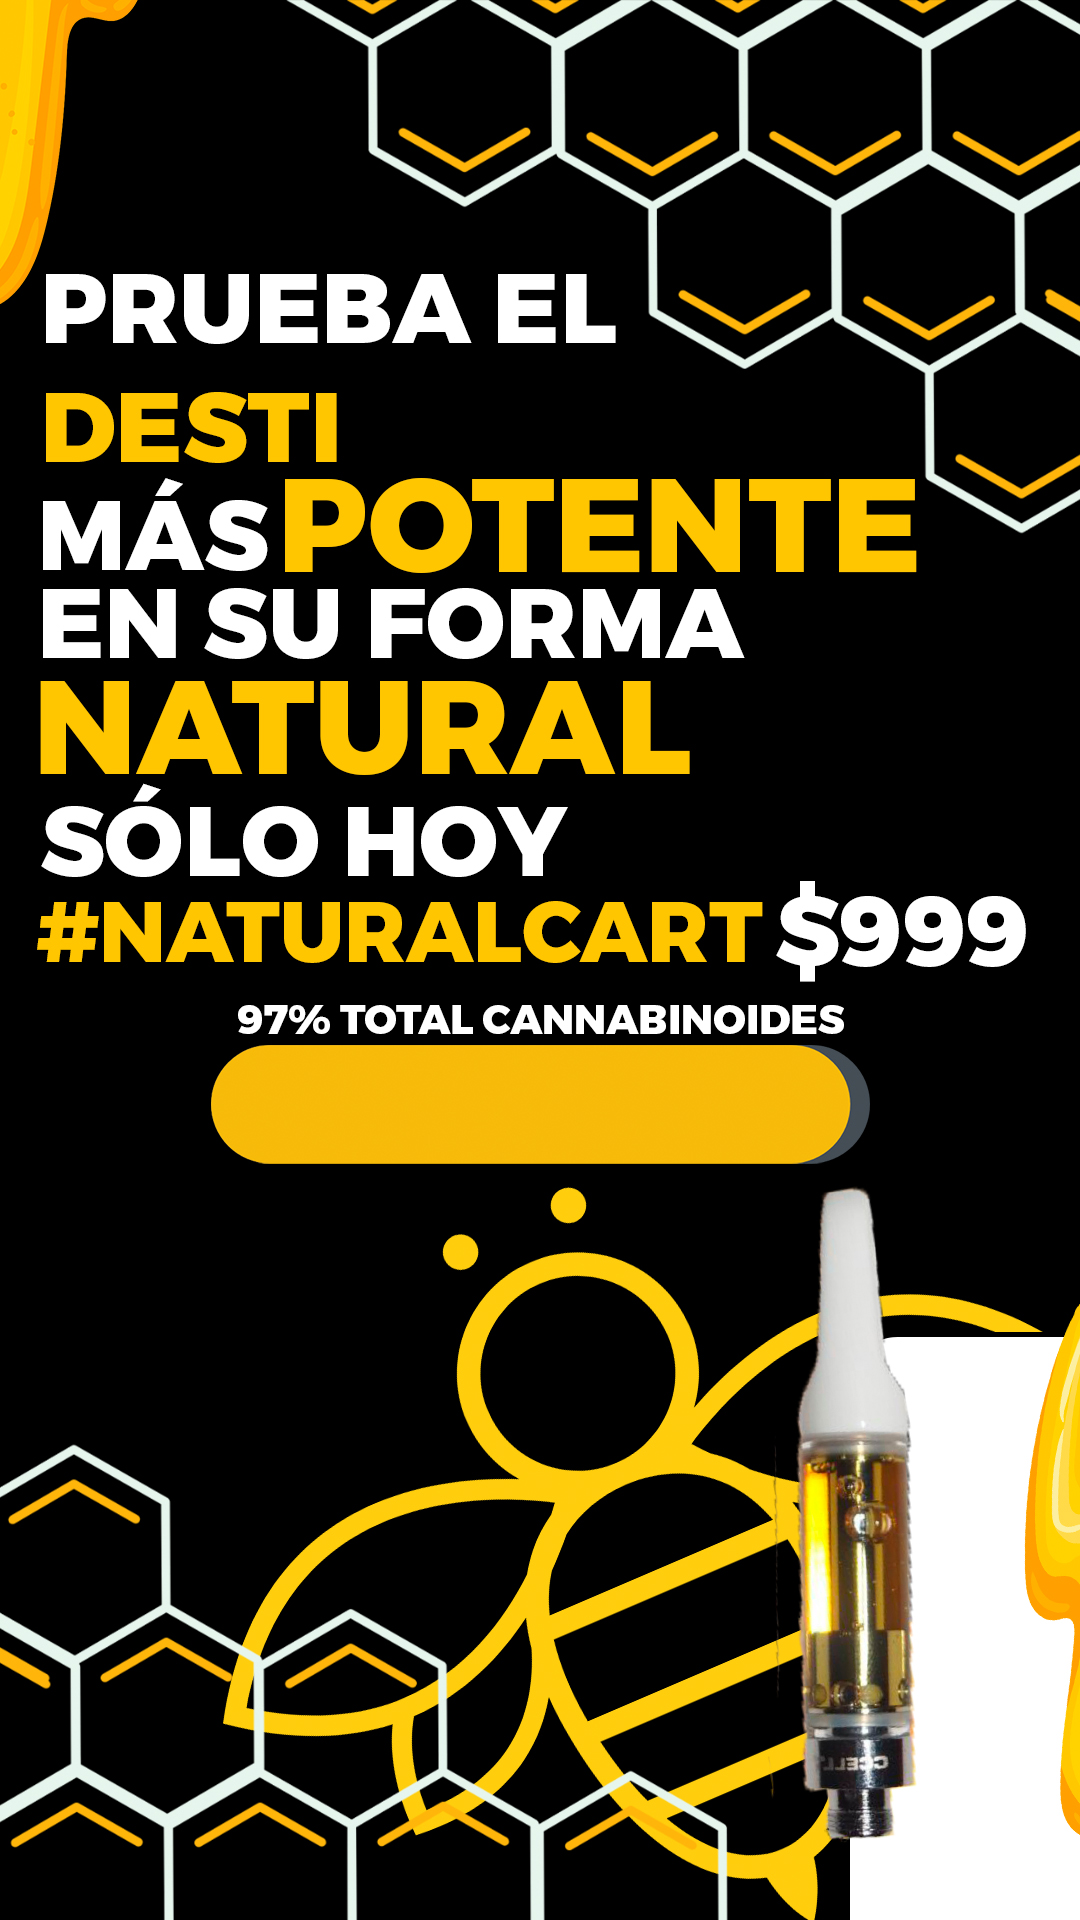 PRUEBA EL
DESTI
MÁS POTENTE
EN SU FORMA
NATURAL
SÓLO HOY
#NATURALCART $999
97% TOTAL CANNABINOIDES